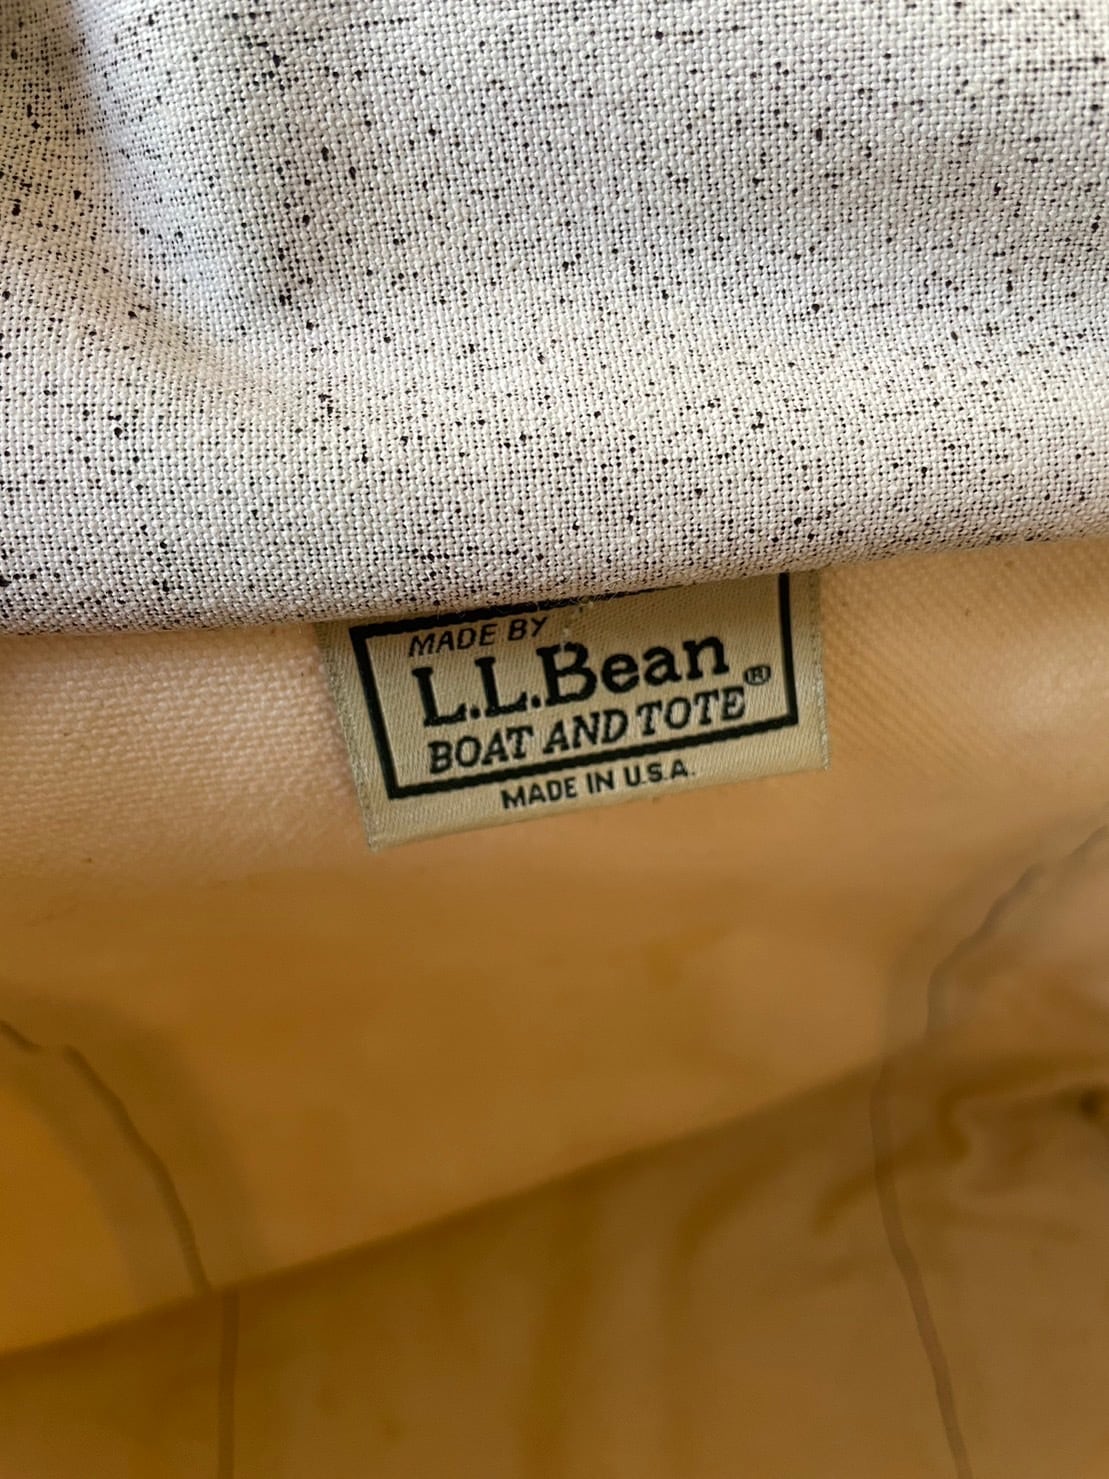 MADE BY
L.L.Bean®
BOAT AND TOTE
MADE IN U.S.A.